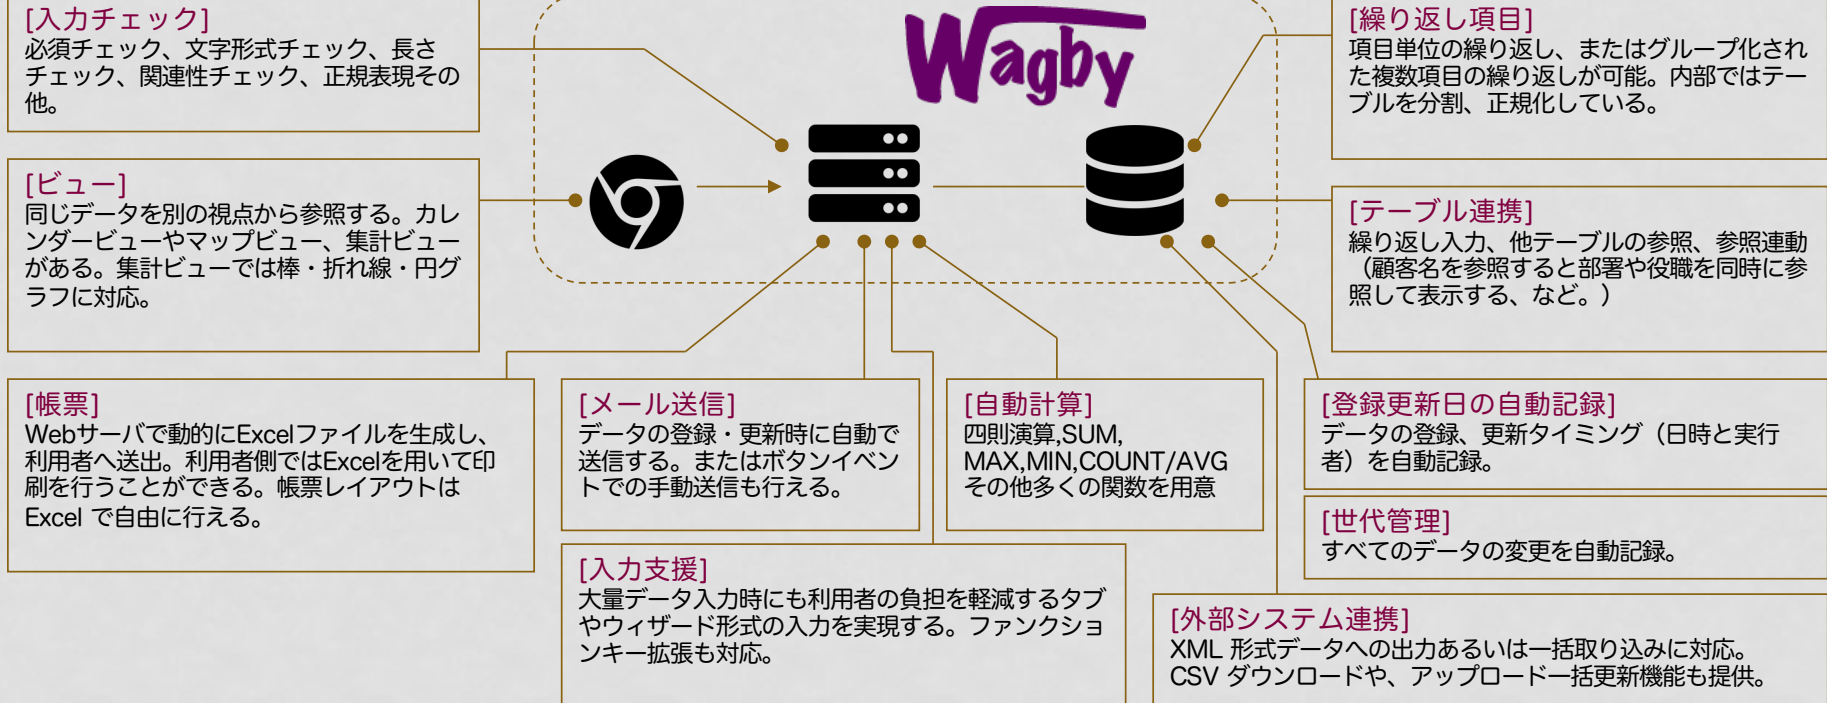 [入力チェック]
必須チェック、文字形式チェック、長さ
チェック、関連性チェック、正規表現その
他。
Wagby
[繰り返し項目]
項目単位の繰り返し、またはグループ化され
た複数項目の繰り返しが可能。内部ではテー
ブルを分割、正規化している。
[ビュー]
同じデータを別の視点から参照する。カレ
ンダービューやマップビュー、集計ビュー
がある。集計ビューでは棒・折れ線・円グ
ラフに対応。
[テーブル連携]
繰り返し入力、他テーブルの参照、参照連動
（顧客名を参照すると部署や役職を同時に参
照して表示する、など。）
[帳票]
Webサーバで動的にExcelファイルを生成し、
利用者へ送出。利用者側ではExcelを用いて印
刷を行うことができる。帳票レイアウトは
Excel で自由に行える。
[メール送信]
データの登録・更新時に自動で
送信する。またはボタンイベン
トでの手動送信も行える。
[自動計算]
四則演算,SUM,
MAX,MIN,COUNT/AVG
その他多くの関数を用意
[登録更新日の自動記録]
データの登録、更新タイミング（日時と実行
者）を自動記録。
[世代管理]
すべてのデータの変更を自動記録。
[入力支援]
大量データ入力時にも利用者の負担を軽減するタブ
やウィザード形式の入力を実現する。ファンクショ
ンキー拡張も対応。
[外部システム連携]
XML 形式データへの出力あるいは一括取り込みに対応。
CSV ダウンロードや、アップロード一括更新機能も提供。